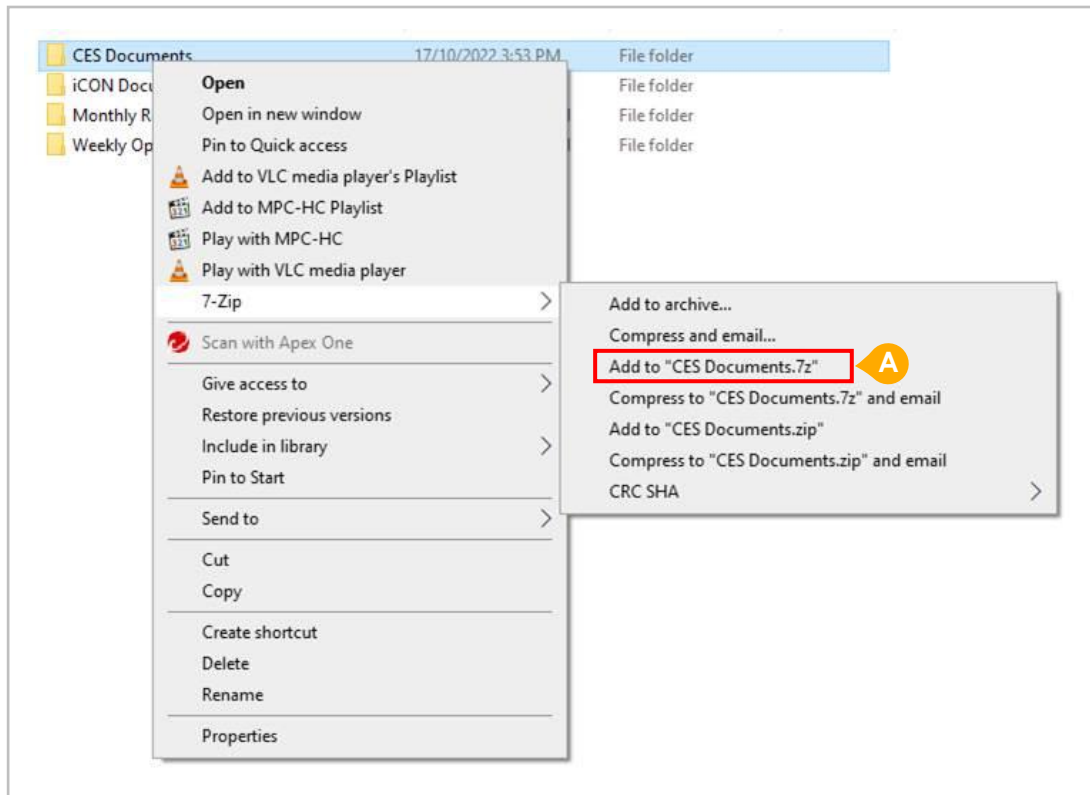 CES Documents 17/10/2022 3:53 PM File folder
iCON File folder
Monthly File folder
Weekly File folder
Open
Open in new window
Pin to Quick access
Add to VLC media player's Playlist
Add to MPC-HC Playlist
Play with MPC-HC
Play with VLC media player
7-Zip
Scan with Apex One
Give access to
Restore previous versions
Include in library
Pin to Start
Send to
Cut
Copy
Create shortcut
Delete
Rename
Properties
Add to archive...
Compress and email...
Add to "CES Documents.7z"
A
Compress to "CES Documents.7z" and email
Add to "CES Documents.zip"
Compress to "CES Documents.zip" and email
CRC SHA